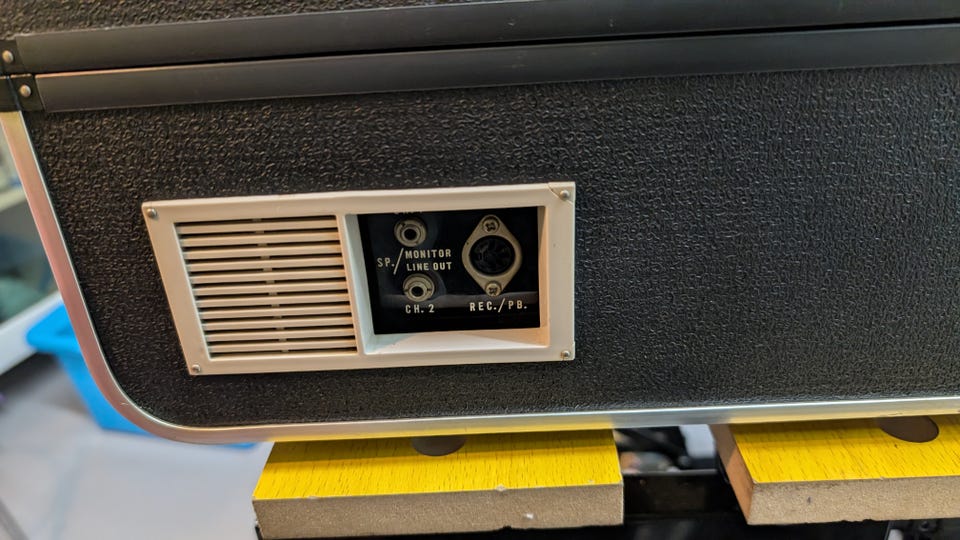 SP./MONITOR
LINE OUT
CH. 2
REC./PB.